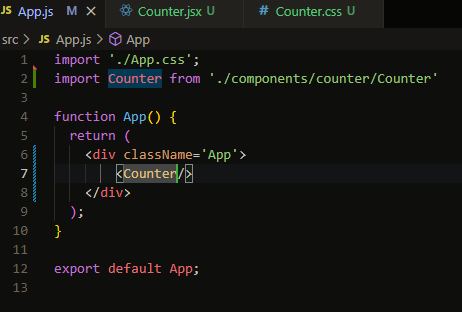 JS App.js M × Counter.jsx U # Counter.css U
src > JS App.js > App
1 import './App.css';
2 import Counter from './components/counter/Counter'
3
4 function App() {
5   return (
6     <div className='App'>
7         <Counter/>
8     </div>
9   );
10 }
11
12 export default App;
13